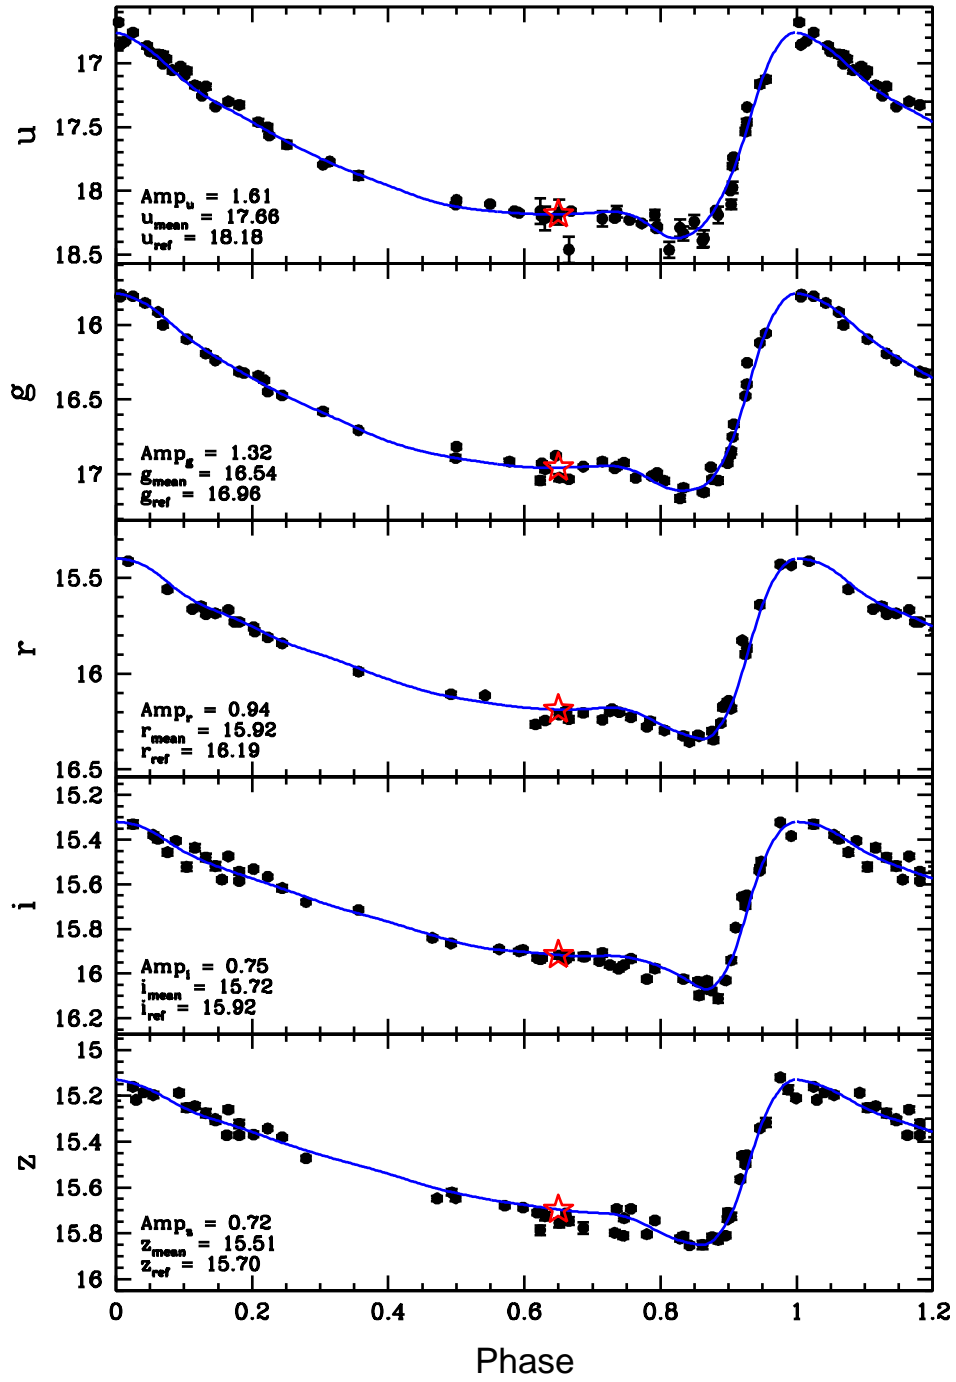 u
17
17.5
18
18.5
Amp_u = 1.61
u_mean = 17.66
u_ref = 18.18
g
16
16.5
17
Amp_g = 1.32
g_mean = 16.54
g_ref = 16.96
r
15.5
16
16.5
Amp_r = 0.94
r_mean = 15.92
r_ref = 16.19
i
15.2
15.4
15.6
15.8
16
16.2
Amp_i = 0.75
i_mean = 15.72
i_ref = 15.92
z
15
15.2
15.4
15.6
15.8
16
Amp_z = 0.72
z_mean = 15.51
z_ref = 15.70
0 0.2 0.4 0.6 0.8 1 1.2
Phase